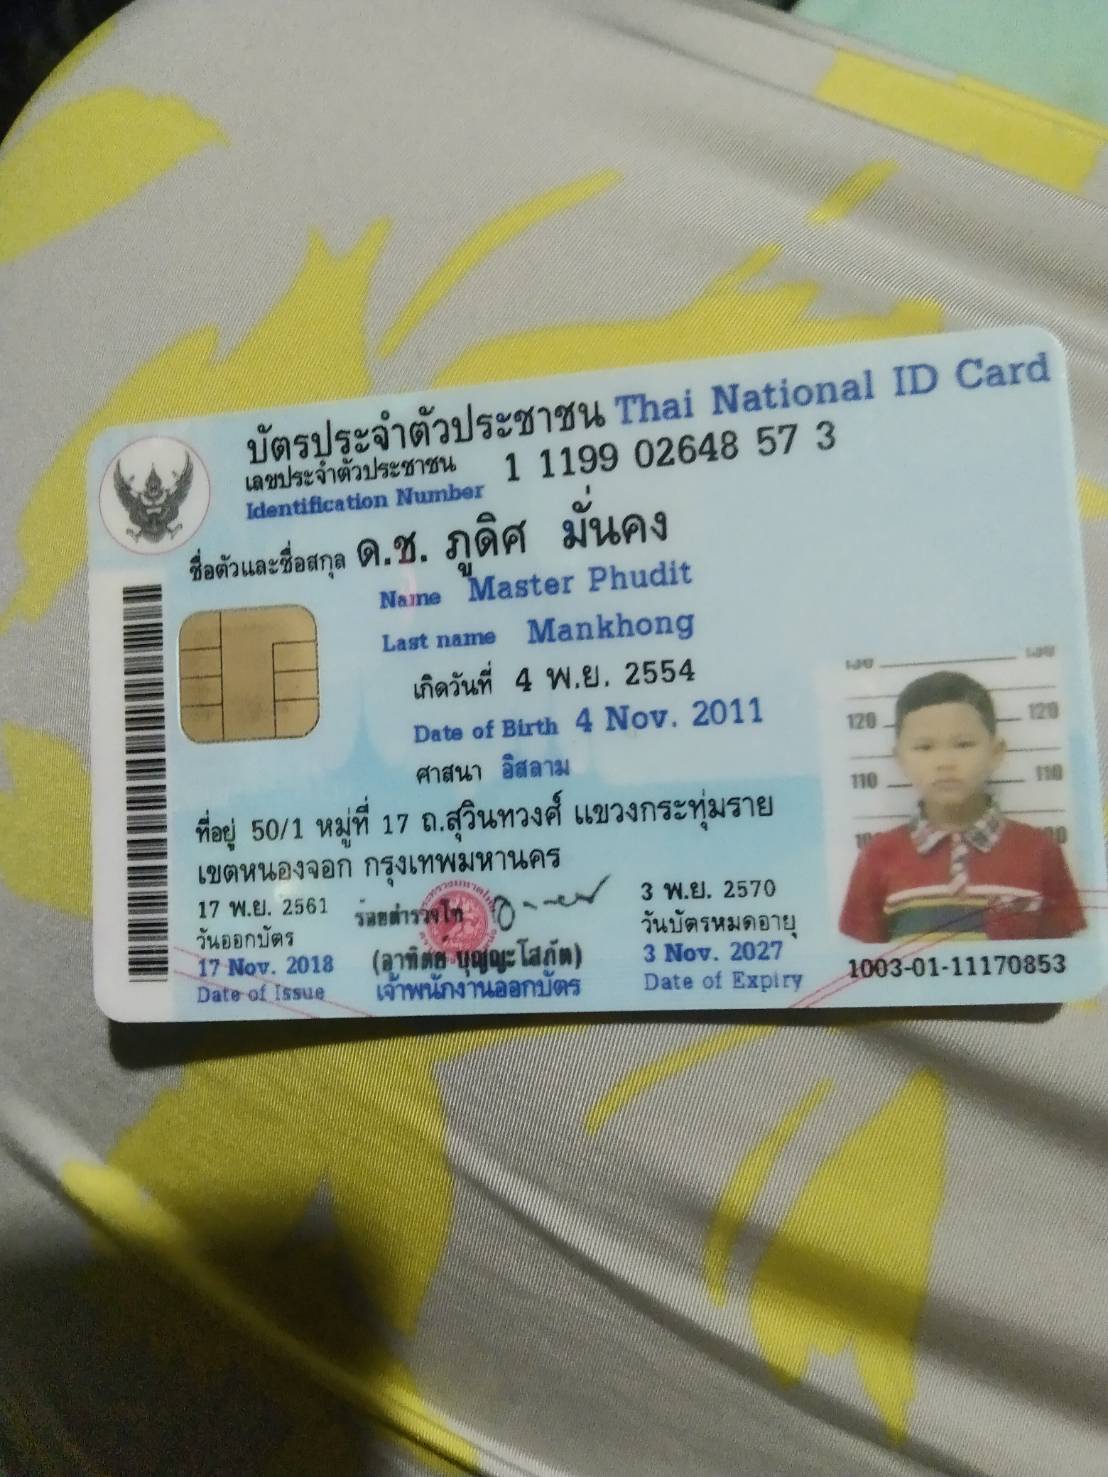 บัตรประจำตัวประชาชน Thai National ID Card
เลขประจำตัวประชาชน
Identification Number 1 1199 02648 57 3
ชื่อตัวและชื่อสกุล ด.ช. ภูดิศ มั่นคง
Name Master Phudit
Last name Mankhong
เกิดวันที่ 4 พ.ย. 2554
Date of Birth 4 Nov. 2011
ศาสนา อิสลาม
ที่อยู่ 50/1 หมู่ที่ 17 ถ.สุวินทวงศ์ แขวงกระทุ่มราย
เขตหนองจอก กรุงเทพมหานคร
17 พ.ย. 2561
วันออกบัตร
17 Nov. 2018
Date of Issue
ร้อยตำรวจโท
(อาทิตย์ บุญญะโสภัต)
เจ้าพนักงานออกบัตร
3 พ.ย. 2570
วันบัตรหมดอายุ
3 Nov. 2027
Date of Expiry
120 120
110 110
1003-01-11170853